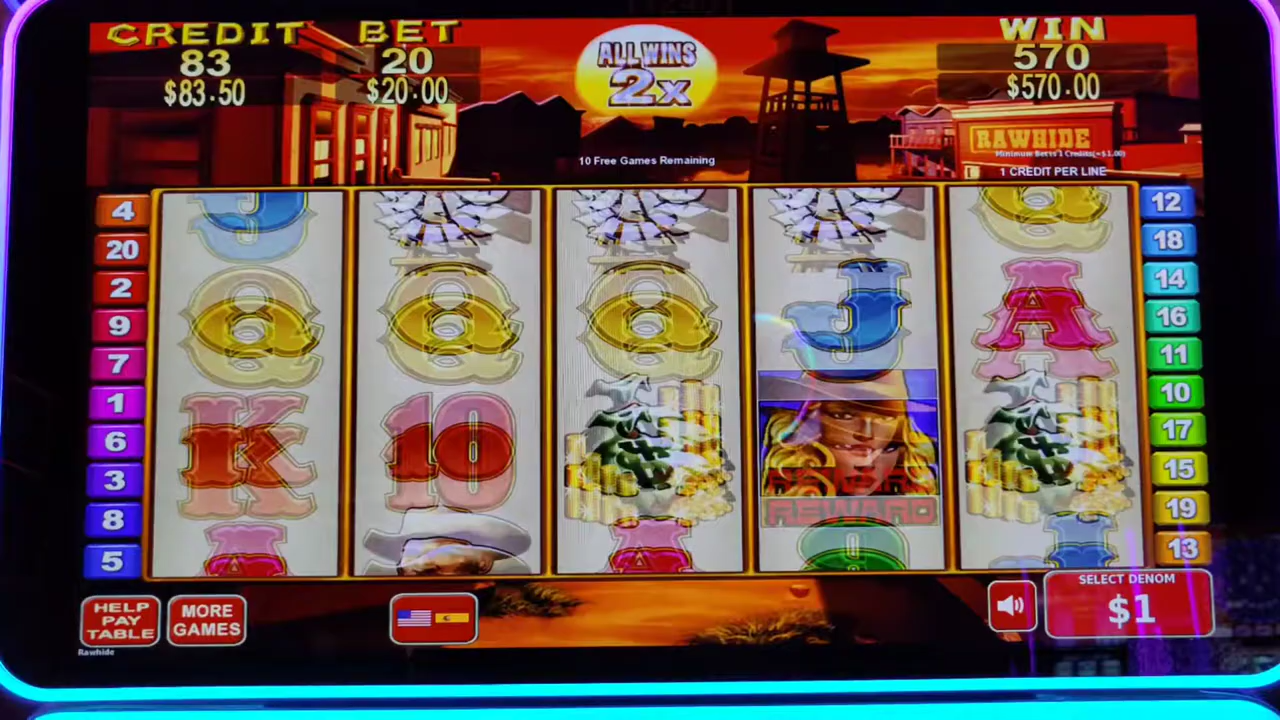 CREDIT
83
$83.50
BET
20
$20.00
ALL WINS
2x
WIN
570
$570.00
RAWHIDE
10 Free Games Remaining
1 CREDIT PER LINE
4
20
2
9
7
1
6
3
8
5
J
Q
Q
Q
J
Q
A
K
10
A
A
REWARD
J
12
18
14
16
11
10
17
15
19
13
HELP
PAY
TABLE
MORE
GAMES
SELECT DENOM
$1
Rawhide